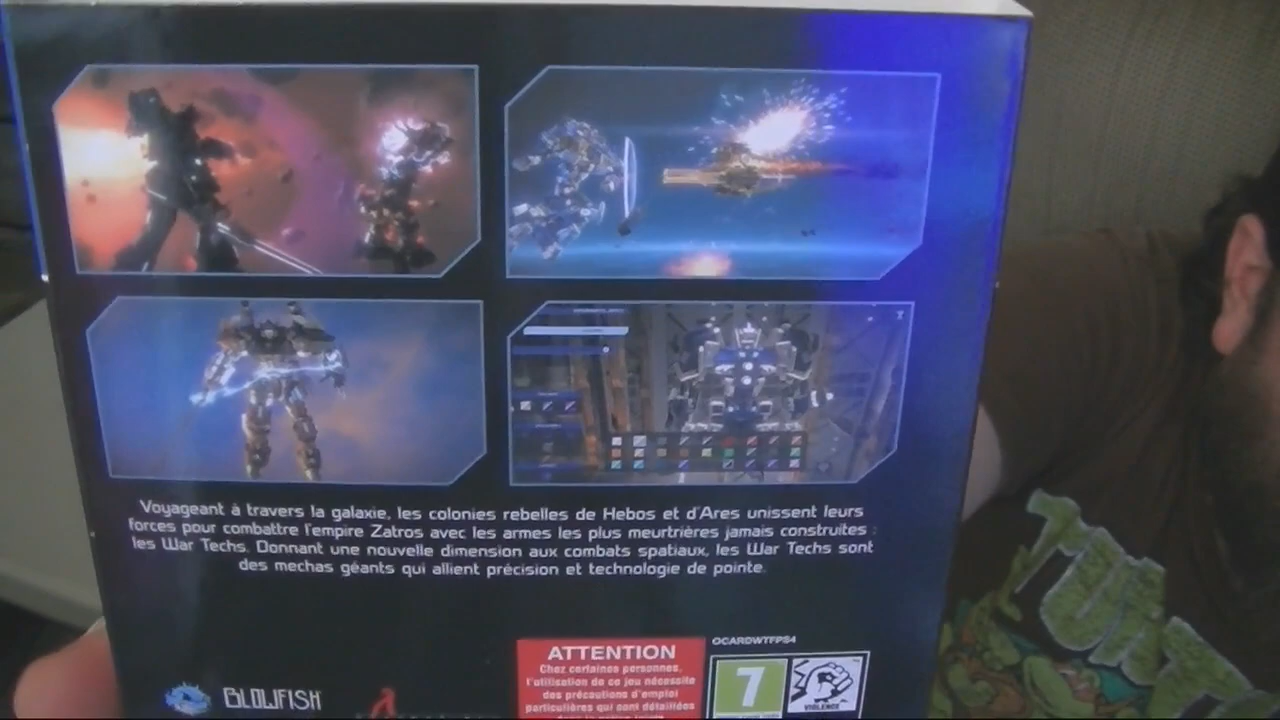 Voyageant à travers la galaxie, les colonies rebelles de Hebos et d'Ares unissent leurs
forces pour combattre l'empire Zatros avec les armes les plus meurtrières jamais construites :
les War Techs. Donnant une nouvelle dimension aux combats spatiaux, les War Techs sont
des mechas géants qui allient précision et technologie de pointe.
OCARDWTFPS4
ATTENTION
Chez certaines personnes,
l'utilisation de ce jeu nécessite
des précautions d'emploi
particulières qui sont détaillées
7
VIOLENCE
BLOWFISH